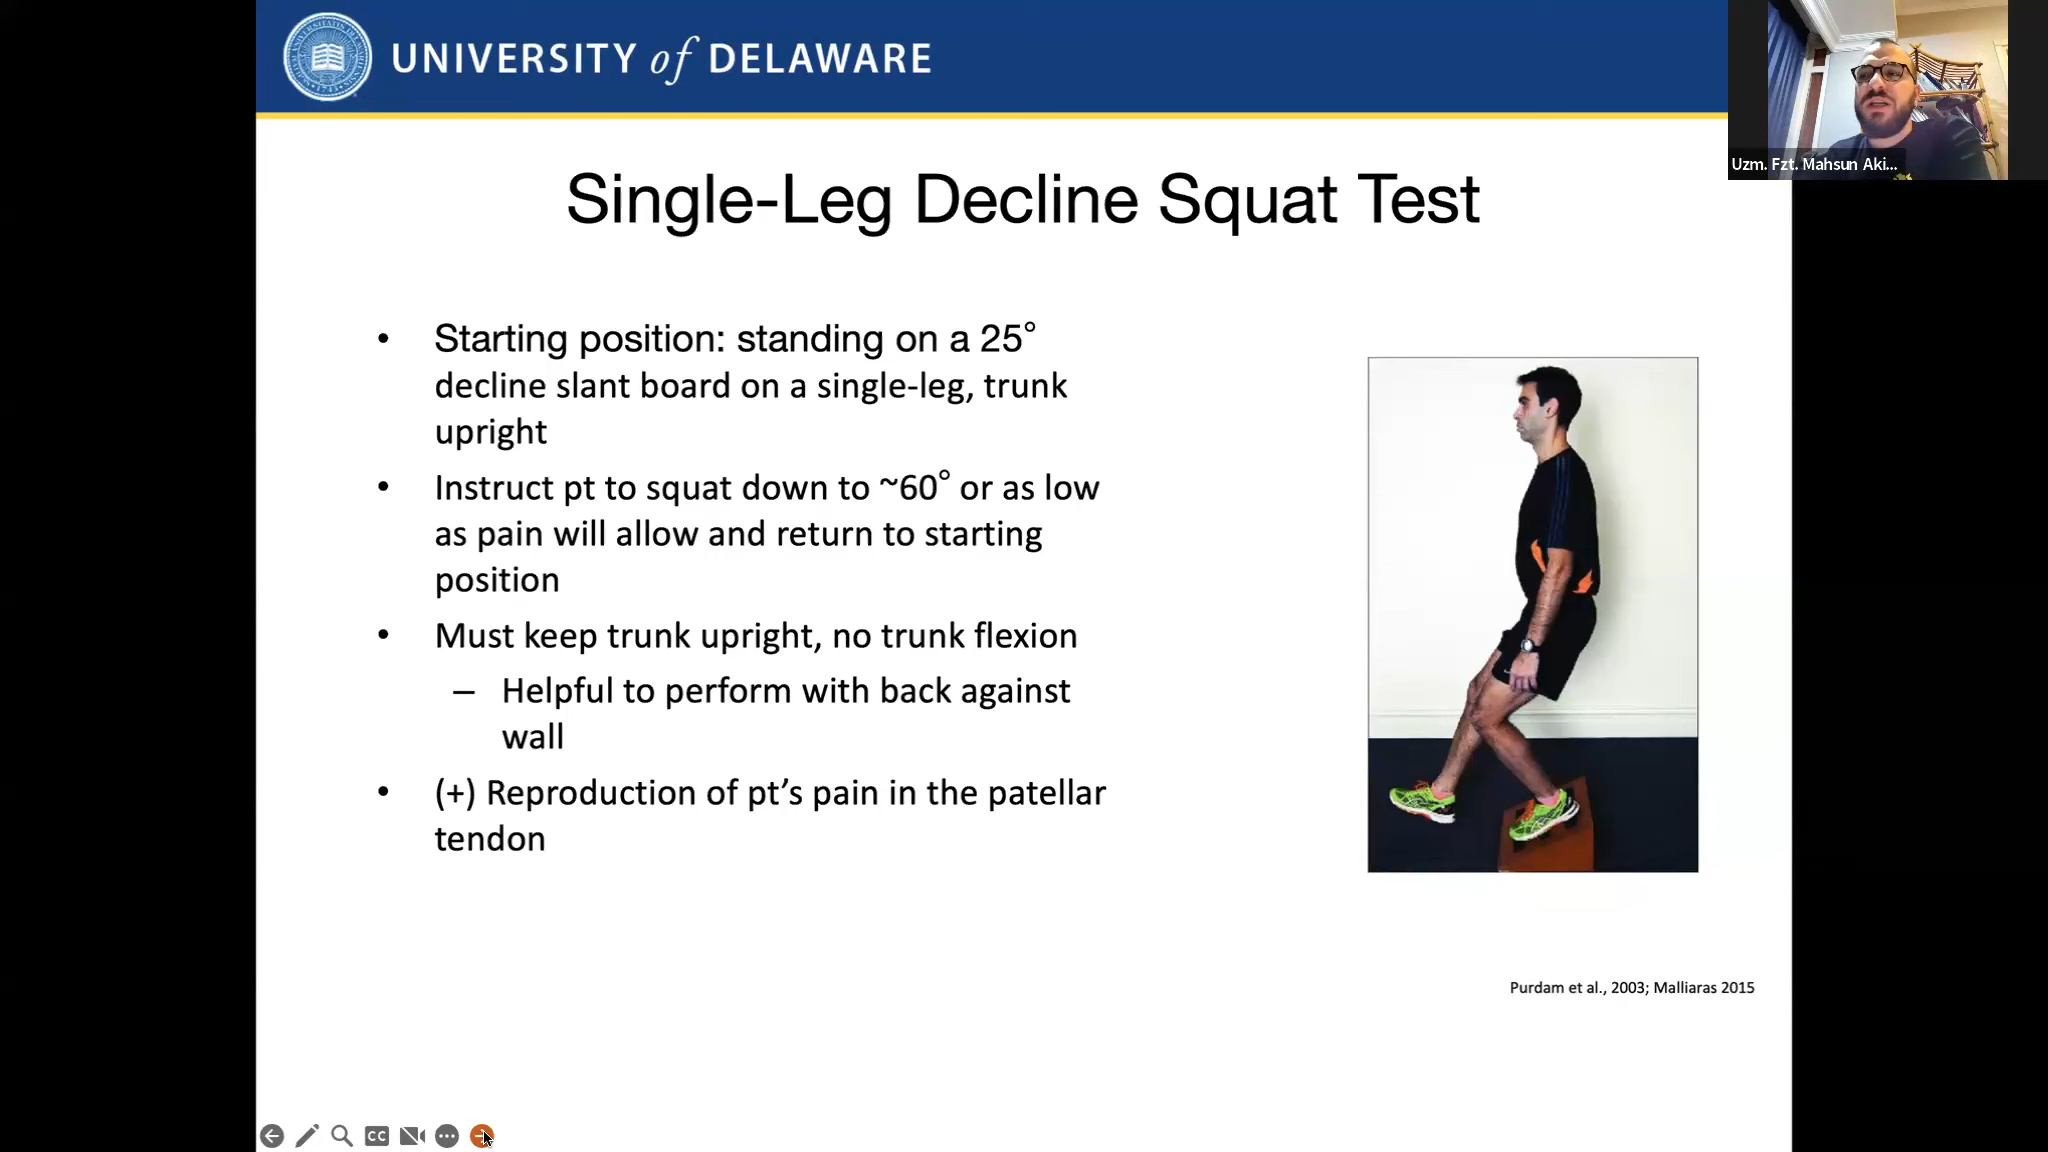 UNIVERSITY of DELAWARE
Uzm. Fzt. Mahsun Aki...
Single-Leg Decline Squat Test
• Starting position: standing on a 25°
decline slant board on a single-leg, trunk
upright
• Instruct pt to squat down to ~60° or as low
as pain will allow and return to starting
position
• Must keep trunk upright, no trunk flexion
– Helpful to perform with back against
wall
• (+) Reproduction of pt’s pain in the patellar
tendon
Purdam et al., 2003; Malliaras 2015
CC